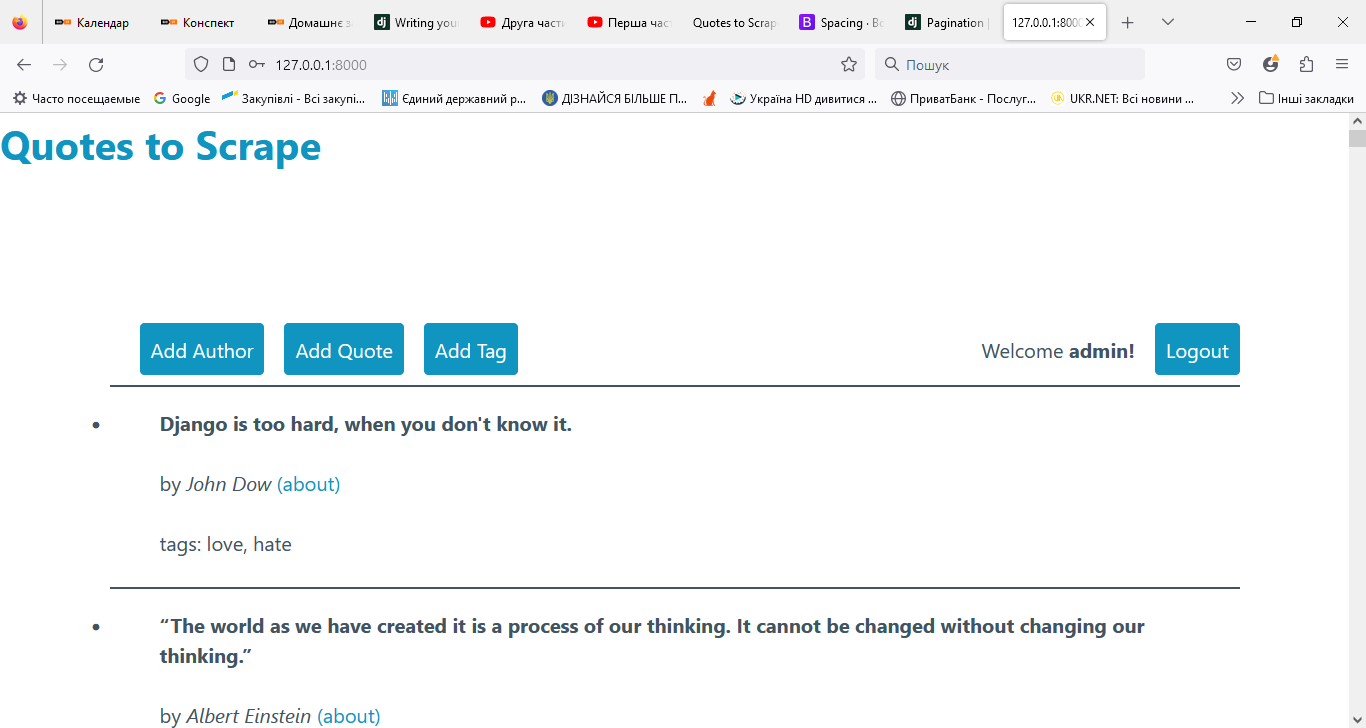 Календар
Конспект
Домашнє з
Writing you
Друга части
Перша час
Quotes to Scrap
Spacing · Bo
Pagination |
127.0.0.1:8000
127.0.0.1:8000
Пошук
Часто посещаемые
Google
Закупівлі - Всі закупі...
Єдиний державний р...
ДІЗНАЙСЯ БІЛЬШЕ П...
Україна HD дивитися ...
ПриватБанк - Послуг...
UKR.NET: Всі новини ...
Інші закладки
Quotes to Scrape
Add Author Add Quote Add Tag Welcome admin! Logout
Django is too hard, when you don't know it.
by John Dow (about)
tags: love, hate
“The world as we have created it is a process of our thinking. It cannot be changed without changing our
thinking.”
by Albert Einstein (about)